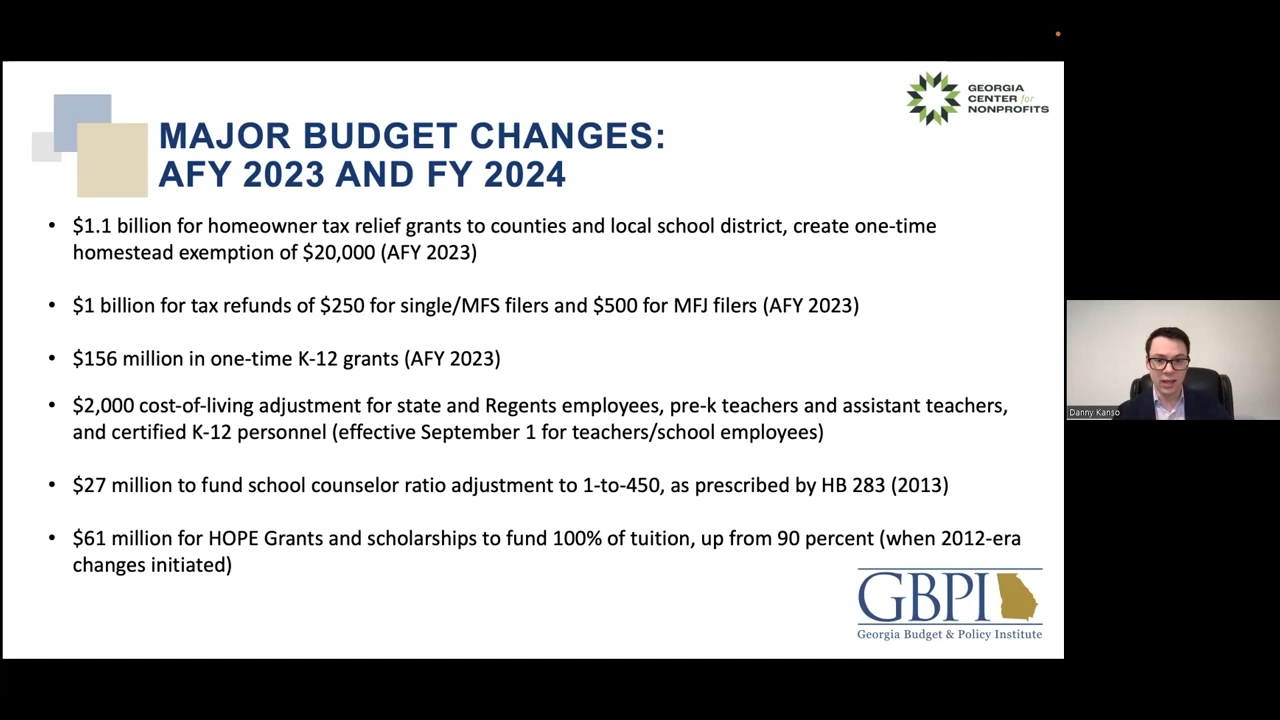 GEORGIA
CENTER for
NONPROFITS
MAJOR BUDGET CHANGES:
AFY 2023 AND FY 2024
• $1.1 billion for homeowner tax relief grants to counties and local school district, create one-time
homestead exemption of $20,000 (AFY 2023)
• $1 billion for tax refunds of $250 for single/MFS filers and $500 for MFJ filers (AFY 2023)
• $156 million in one-time K-12 grants (AFY 2023)
• $2,000 cost-of-living adjustment for state and Regents employees, pre-k teachers and assistant teachers,
and certified K-12 personnel (effective September 1 for teachers/school employees)
• $27 million to fund school counselor ratio adjustment to 1-to-450, as prescribed by HB 283 (2013)
• $61 million for HOPE Grants and scholarships to fund 100% of tuition, up from 90 percent (when 2012-era
changes initiated)
GBPI
Georgia Budget & Policy Institute
Danny Kanso